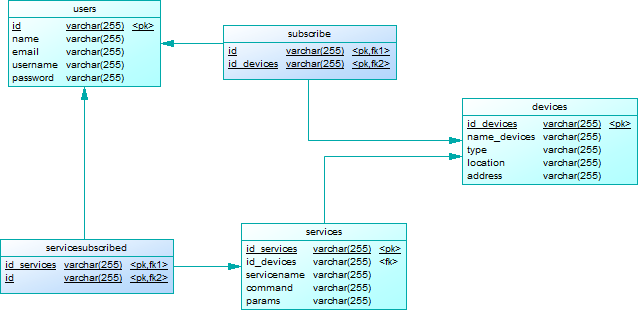 users
id varchar(255) <pk>
name varchar(255)
email varchar(255)
username varchar(255)
password varchar(255)
subscribe
id varchar(255) <pk,fk1>
id_devices varchar(255) <pk,fk2>
devices
id_devices varchar(255) <pk>
name_devices varchar(255)
type varchar(255)
location varchar(255)
address varchar(255)
servicesubscribed
id_services varchar(255) <pk,fk1>
id varchar(255) <pk,fk2>
services
id_services varchar(255) <pk>
id_devices varchar(255) <fk>
servicename varchar(255)
command varchar(255)
params varchar(255)